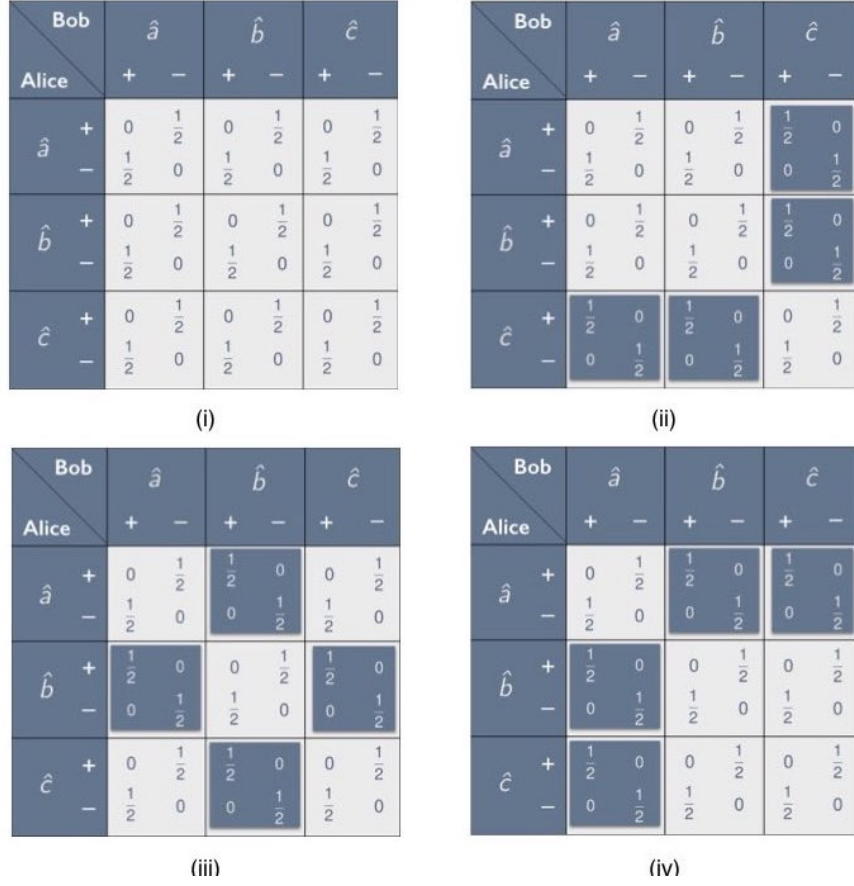 Bob â b̂ ĉ
Alice + − + − + −
â + 0 1/2 0 1/2 0 1/2
− 1/2 0 1/2 0 1/2 0
b̂ + 0 1/2 0 1/2 0 1/2
− 1/2 0 1/2 0 1/2 0
ĉ + 0 1/2 0 1/2 0 1/2
− 1/2 0 1/2 0 1/2 0
(i)
Bob â b̂ ĉ
Alice + − + − + −
â + 0 1/2 0 1/2 1/2 0
− 1/2 0 1/2 0 0 1/2
b̂ + 0 1/2 0 1/2 1/2 0
− 1/2 0 1/2 0 0 1/2
ĉ + 1/2 0 1/2 0 0 1/2
− 0 1/2 0 1/2 1/2 0
(ii)
Bob â b̂ ĉ
Alice + − + − + −
â + 0 1/2 1/2 0 0 1/2
− 1/2 0 0 1/2 1/2 0
b̂ + 1/2 0 0 1/2 1/2 0
− 0 1/2 1/2 0 0 1/2
ĉ + 0 1/2 1/2 0 0 1/2
− 1/2 0 0 1/2 1/2 0
(iii)
Bob â b̂ ĉ
Alice + − + − + −
â + 0 1/2 1/2 0 1/2 0
− 1/2 0 0 1/2 0 1/2
b̂ + 1/2 0 0 1/2 0 1/2
− 0 1/2 1/2 0 1/2 0
ĉ + 1/2 0 0 1/2 0 1/2
− 0 1/2 1/2 0 1/2 0
(iv)